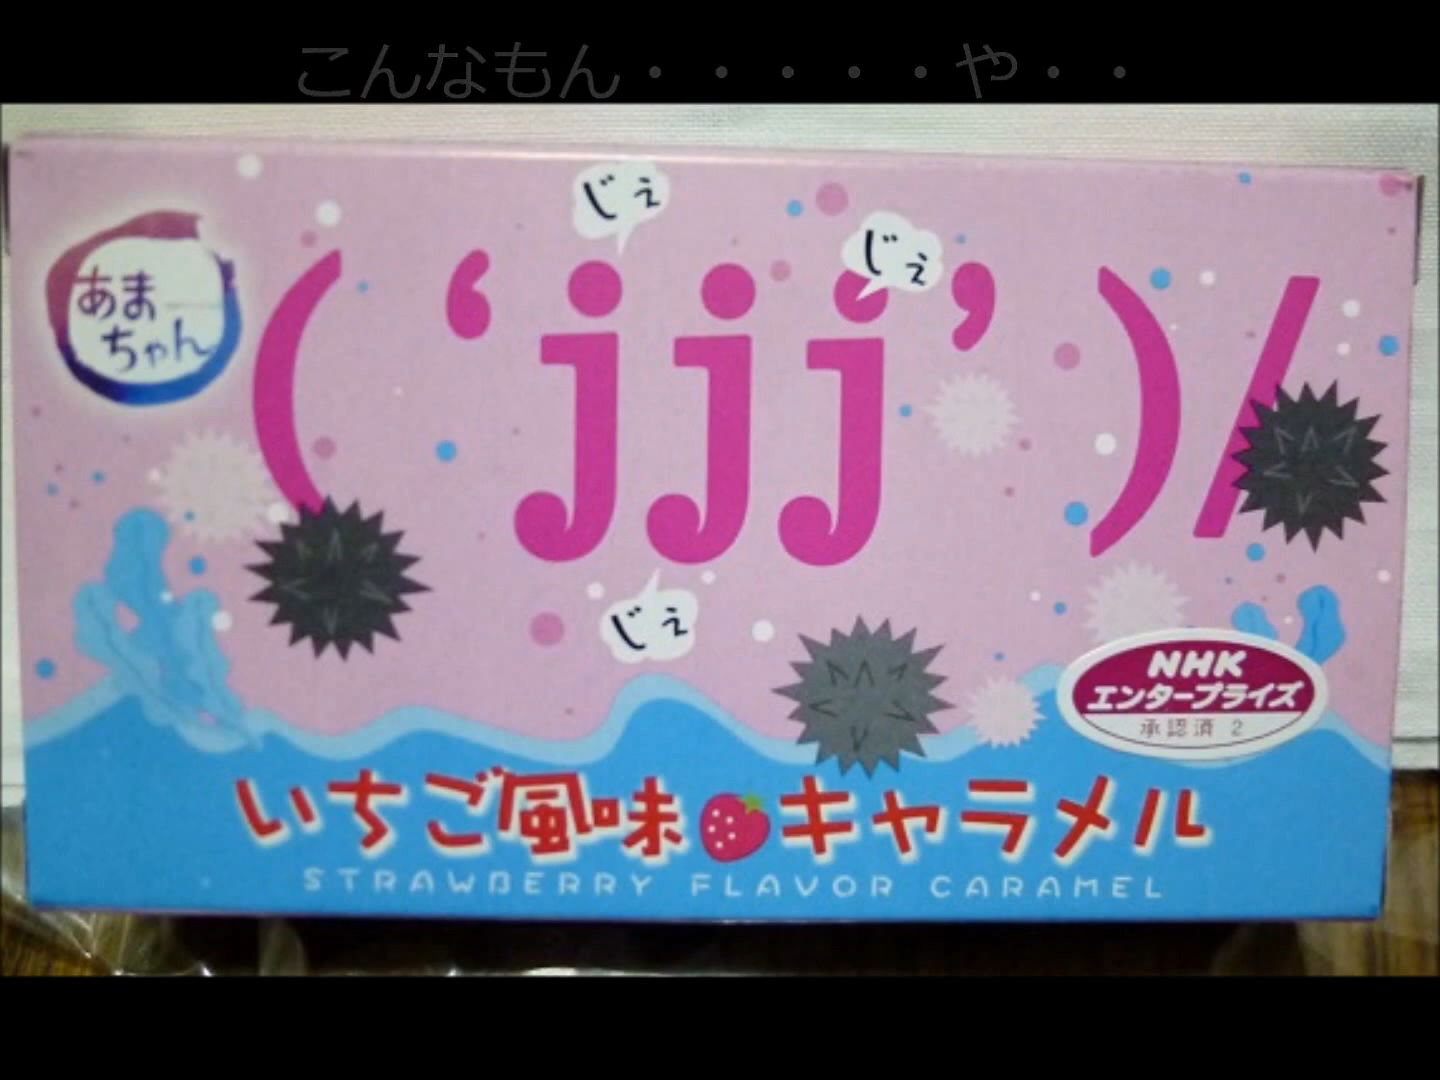 こんなもん・・・・・や・・
じぇ
じぇ
あま
ちゃん
( ‘jjj’ )/
じぇ
NHK
エンタープライズ
承認済 2
いちご風味キャラメル
STRAWBERRY FLAVOR CARAMEL